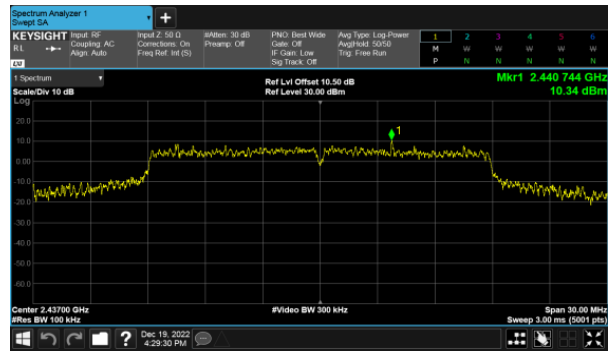 Spectrum Analyzer 1
Swept SA
+
KEYSIGHT Input: RF Input Z: 50 Ω #Atten: 30 dB PNO: Best Wide Avg Type: Log-Power 1 2 3 4 5 6
RL Coupling: AC Corrections: On Preamp: Off Gate: Off Avg|Hold: 50/50 M W W W W W
Align: Auto Freq Ref: Int (S) IF Gain: Low Trig: Free Run
Sig Track: Off P N N N N N
LXI
1 Spectrum Ref Lvl Offset 10.50 dB Mkr1 2.440 744 GHz
Scale/Div 10 dB Ref Level 30.00 dBm 10.34 dBm
Log
20.0
1
10.0
0.00
-10.0
-20.0
-30.0
-40.0
-50.0
-60.0
Center 2.43700 GHz #Video BW 300 kHz Span 30.00 MHz
#Res BW 100 kHz Sweep 3.00 ms (5001 pts)
? Dec 19, 2022
4:29:30 PM